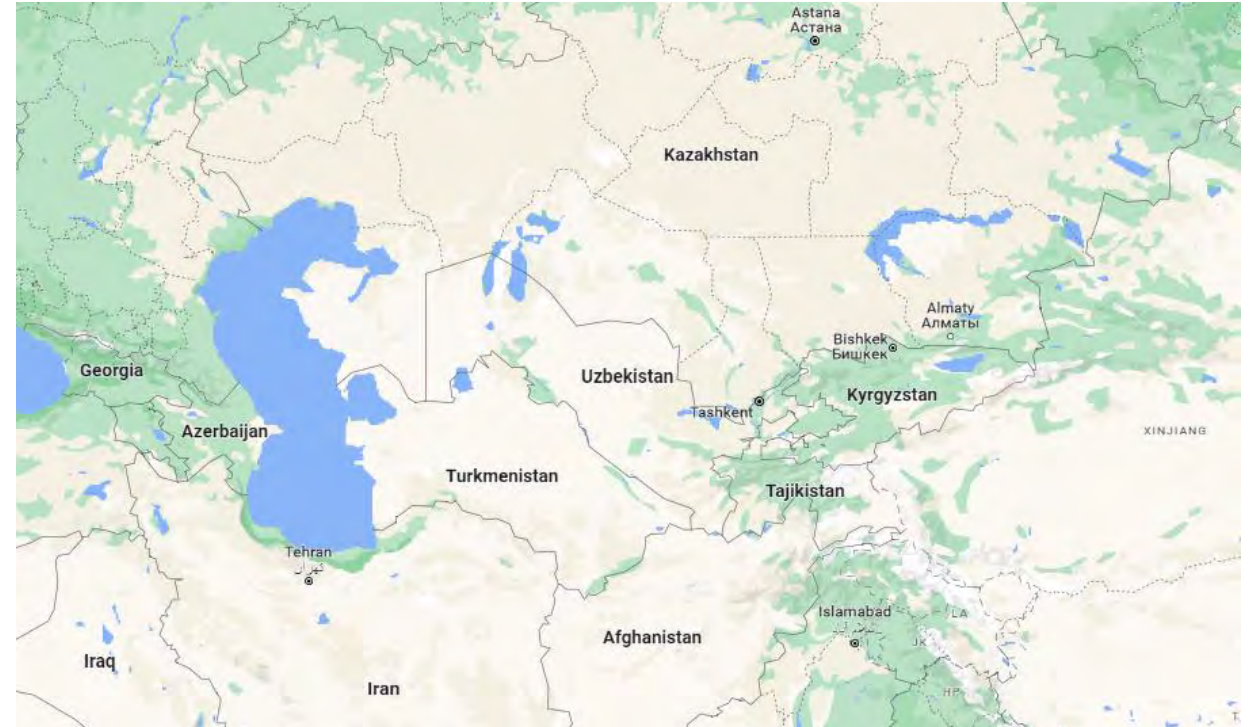 Astana
Астана
Kazakhstan
Almaty
Алматы
Bishkek
Бишкек
Georgia
Uzbekistan
Kyrgyzstan
Tashkent
Azerbaijan
XINJIANG
Turkmenistan
Tajikistan
Tehran
تهران
Islamabad
LA
JK
Afghanistan
Iraq
Iran
HP